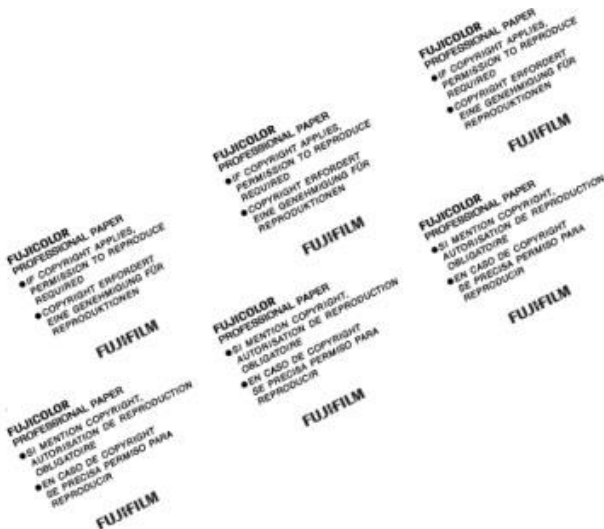 FUJICOLOR
PROFESSIONAL PAPER
●IF COPYRIGHT APPLIES,
PERMISSION TO REPRODUCE
REQUIRED
●COPYRIGHT ERFORDERT
EINE GENEHMIGUNG FÜR
REPRODUKTIONEN
FUJIFILM
FUJICOLOR
PROFESSIONAL PAPER
●IF COPYRIGHT APPLIES,
PERMISSION TO REPRODUCE
REQUIRED
●COPYRIGHT ERFORDERT
EINE GENEHMIGUNG FÜR
REPRODUKTIONEN
FUJIFILM
FUJICOLOR
PROFESSIONAL PAPER
●IF COPYRIGHT APPLIES,
PERMISSION TO REPRODUCE
REQUIRED
●COPYRIGHT ERFORDERT
EINE GENEHMIGUNG FÜR
REPRODUKTIONEN
FUJIFILM
FUJICOLOR
PROFESSIONAL PAPER
●SI MENTION COPYRIGHT,
AUTORISATION DE REPRODUCTION
OBLIGATOIRE
●EN CASO DE COPYRIGHT
SE PRECISA PERMISO PARA
REPRODUCIR
FUJIFILM
FUJICOLOR
PROFESSIONAL PAPER
●SI MENTION COPYRIGHT,
AUTORISATION DE REPRODUCTION
OBLIGATOIRE
●EN CASO DE COPYRIGHT
SE PRECISA PERMISO PARA
REPRODUCIR
FUJIFILM
FUJICOLOR
PROFESSIONAL PAPER
●SI MENTION COPYRIGHT,
AUTORISATION DE REPRODUCTION
OBLIGATOIRE
●EN CASO DE COPYRIGHT
SE PRECISA PERMISO PARA
REPRODUCIR
FUJIFILM